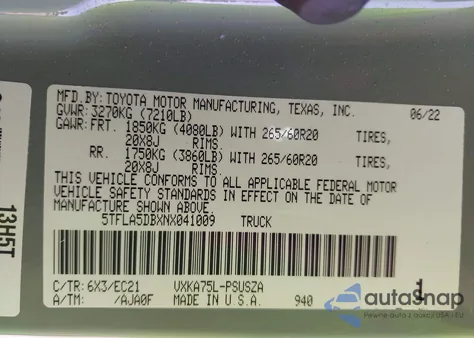 MFD.BY:TOYOTA MOTOR MANUFACTURING, TEXAS, INC. 06/22
GVWR:3270KG (7210LB)
GAWR:FRT. 1850KG (4080LB) WITH 265/60R20 TIRES,
20X8J RIMS.
RR. 1750KG (3860LB) WITH 265/60R20 TIRES,
20X8J RIMS.
THIS VEHICLE CONFORMS TO ALL APPLICABLE FEDERAL MOTOR
VEHICLE SAFETY STANDARDS IN EFFECT ON THE DATE OF
MANUFACTURE SHOWN ABOVE.
5TFLA5DBXNX041009 TRUCK
C/TR: 6X3/EC21 VXKA75L-PSUSZA 1
A/TM: /AJA0F MADE IN U.S.A. 940
13H5T
autosnap